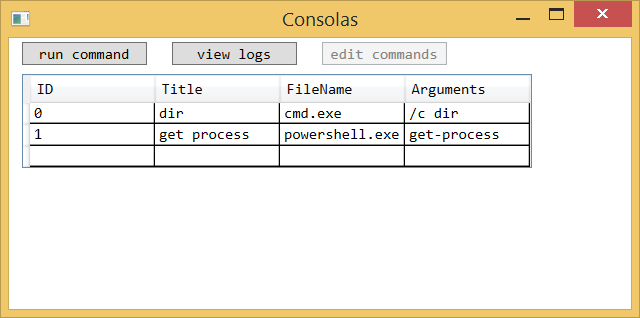 Consolas
run command view logs edit commands
ID Title FileName Arguments
0 dir cmd.exe /c dir
1 get process powershell.exe get-process